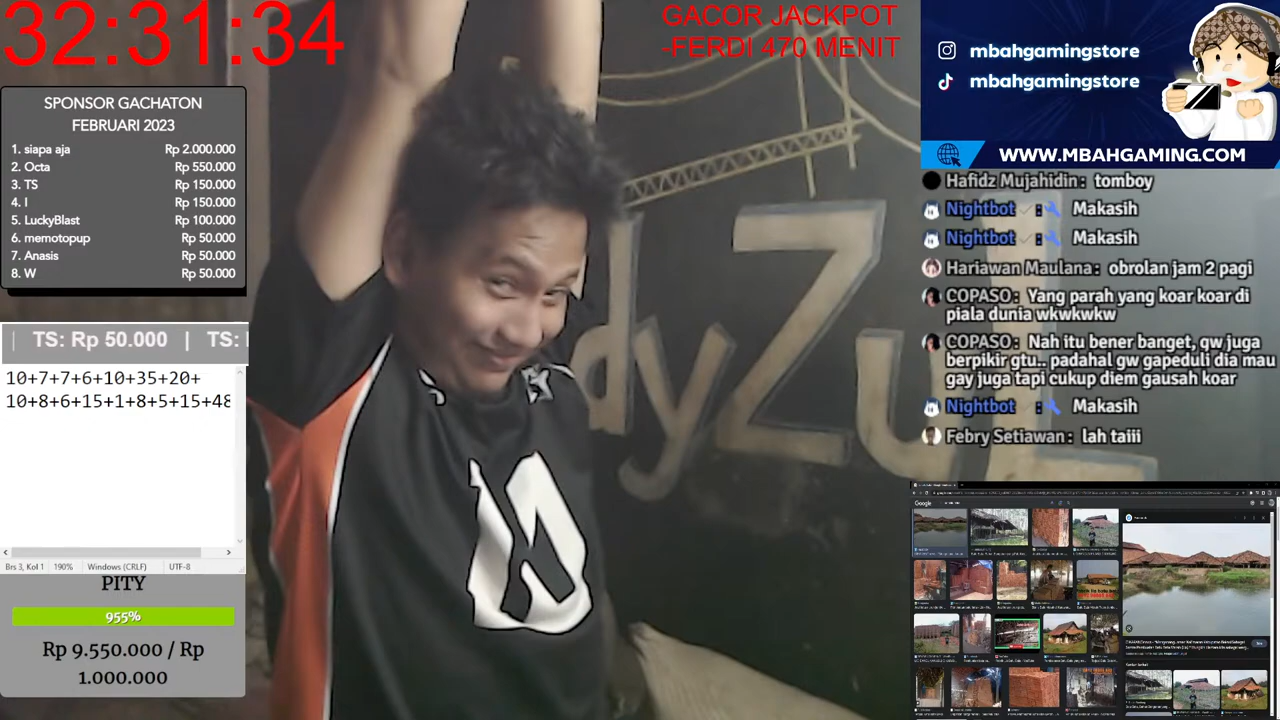 32:31:34
GACOR JACKPOT
-FERDI 470 MENIT
SPONSOR GACHATON
FEBRUARI 2023
1. siapa aja Rp 2.000.000
2. Octa Rp 550.000
3. TS Rp 150.000
4. I Rp 150.000
5. LuckyBlast Rp 100.000
6. memotopup Rp 50.000
7. Anasis Rp 50.000
8. W Rp 50.000
| TS: Rp 50.000 | TS:
10+7+7+6+10+35+20+
10+8+6+15+1+8+5+15+48
Brs 3, Kol 1 190% Windows (CRLF) UTF-8
PITY
955%
Rp 9.550.000 / Rp
1.000.000
dyZuL
mbahgamingstore
mbahgamingstore
WWW.MBAHGAMING.COM
Hafidz Mujahidin: tomboy
Nightbot: Makasih
Nightbot: Makasih
Hariawan Maulana: obrolan jam 2 pagi
COPASO: Yang parah yang koar koar di
piala dunia wkwkwkw
COPASO: Nah itu bener banget, gw juga
berpikir gtu.. padahal gw gapeduli dia mau
gay juga tapi cukup diem gausah koar
Nightbot: Makasih
Febry Setiawan: lah taiii
Google